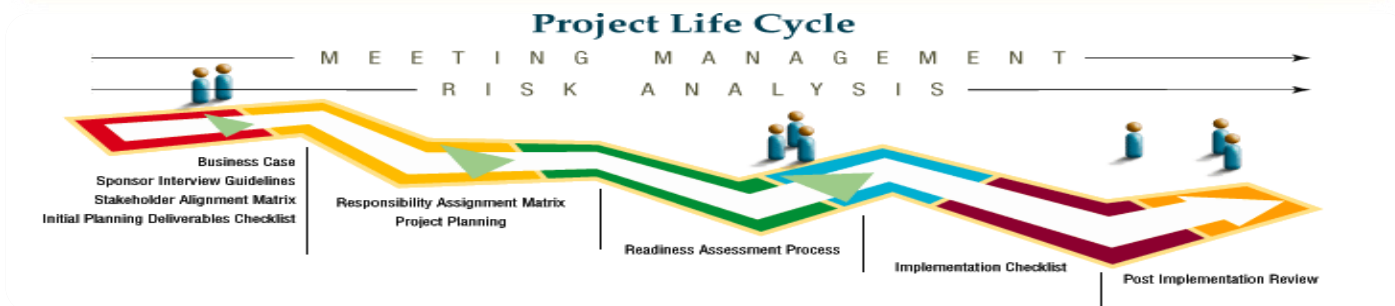 Project Life Cycle
MEETING MANAGEMENT
RISK ANALYSIS
Business Case
Sponsor Interview Guidelines
Stakeholder Alignment Matrix
Initial Planning Deliverables Checklist
Responsibility Assignment Matrix
Project Planning
Readiness Assessment Process
Implementation Checklist
Post Implementation Review